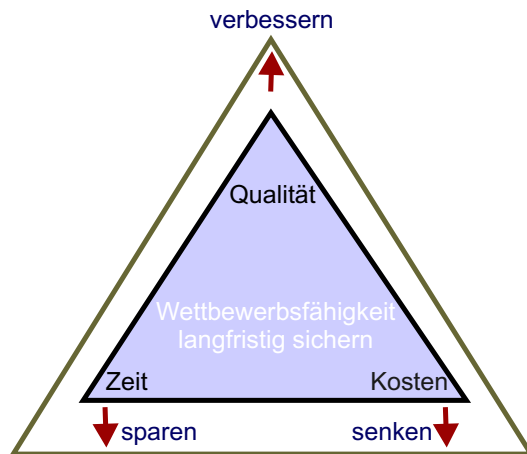 verbessern
Qualität
Wettbewerbsfähigkeit
langfristig sichern
Zeit
Kosten
sparen
senken